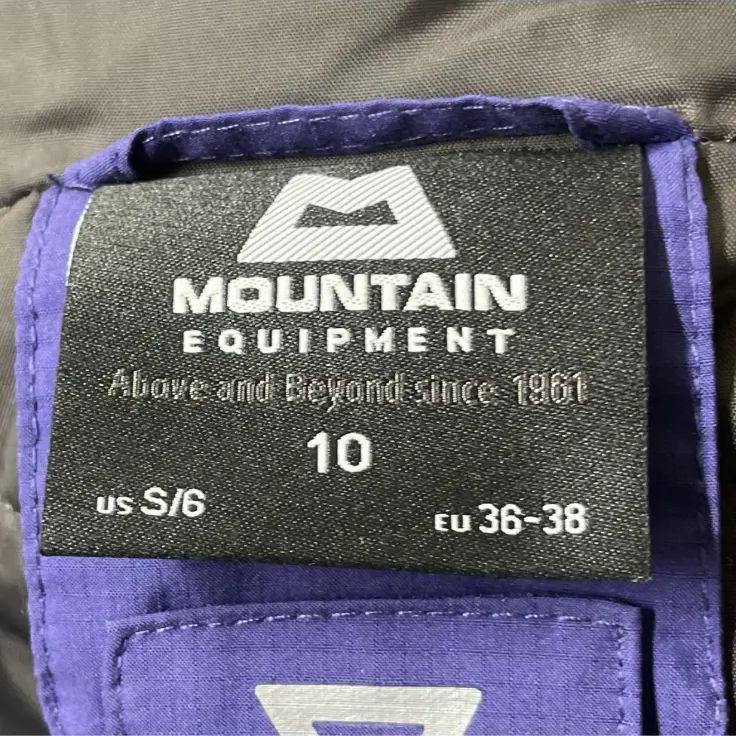 MOUNTAIN
EQUIPMENT
Above and Beyond since 1961
10
US S/6
EU 36-38